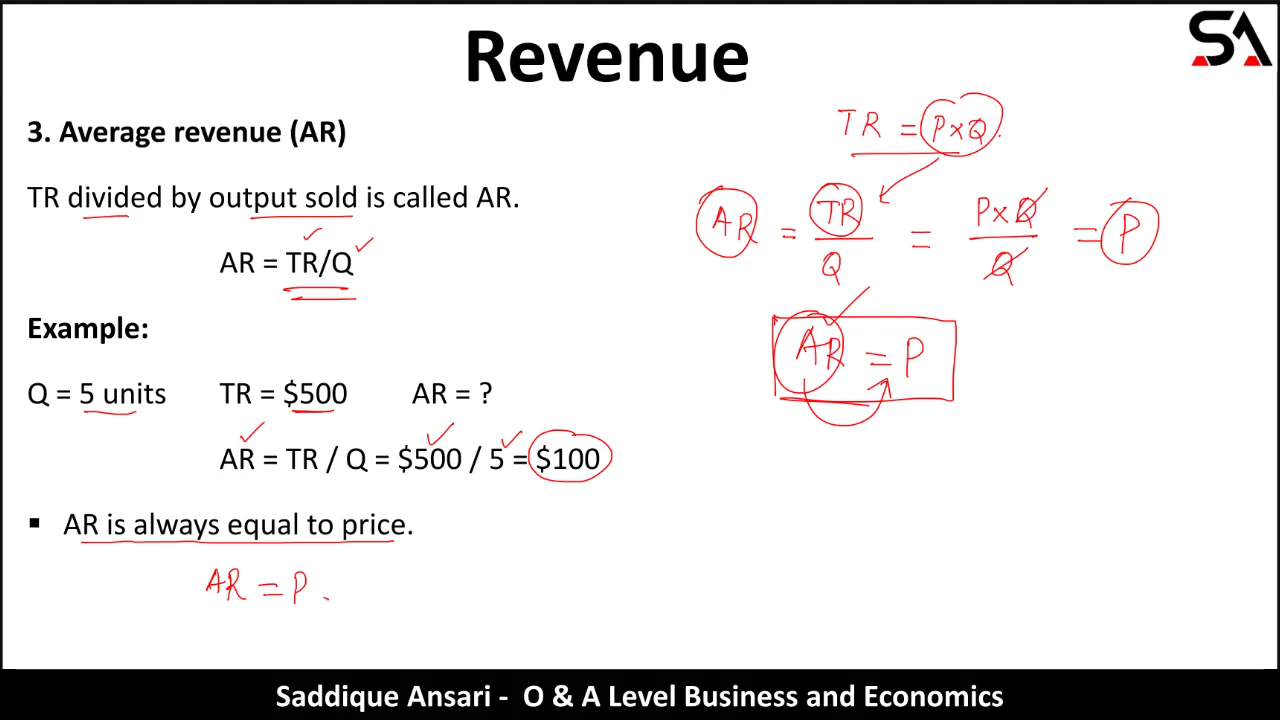 Revenue
SA
3. Average revenue (AR)
TR = P×Q.
TR divided by output sold is called AR.
AR = TR/Q = P×Q/Q = P
AR = TR/Q
Example:
AR = P
Q = 5 units TR = $500 AR = ?
AR = TR / Q = $500 / 5 = $100
▪ AR is always equal to price.
AR = P.
Saddique Ansari - O & A Level Business and Economics